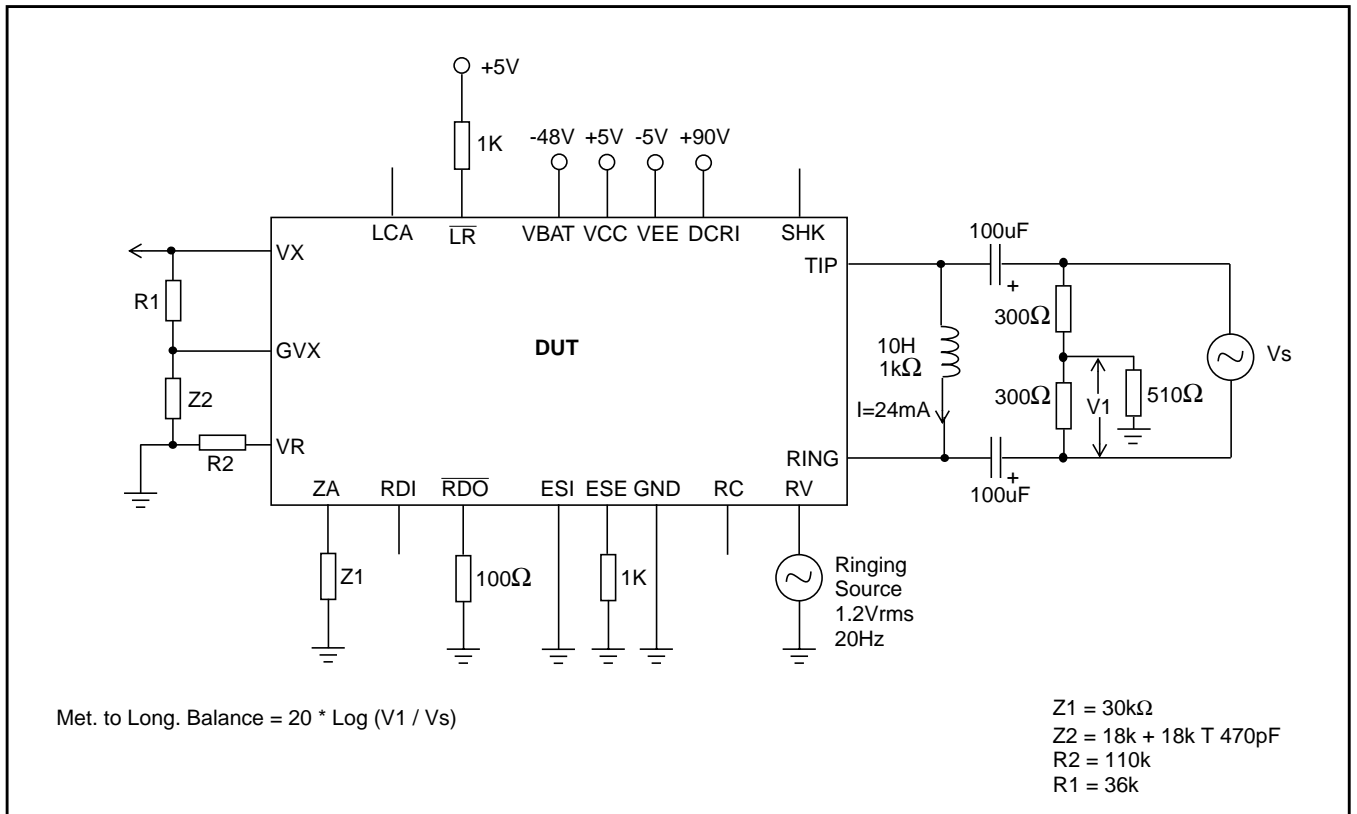 +5V
1K
-48V +5V -5V +90V
LCA LR VBAT VCC VEE DCRI SHK
VX
TIP
100uF
+
R1
300Ω
GVX
DUT
10H
1kΩ
Vs
Z2
300Ω
V1
510Ω
I=24mA
VR
R2
RING
100uF
+
ZA RDI RDO ESI ESE GND RC RV
Z1
100Ω
1K
Ringing
Source
1.2Vrms
20Hz
Met. to Long. Balance = 20 * Log (V1 / Vs)
Z1 = 30kΩ
Z2 = 18k + 18k T 470pF
R2 = 110k
R1 = 36k